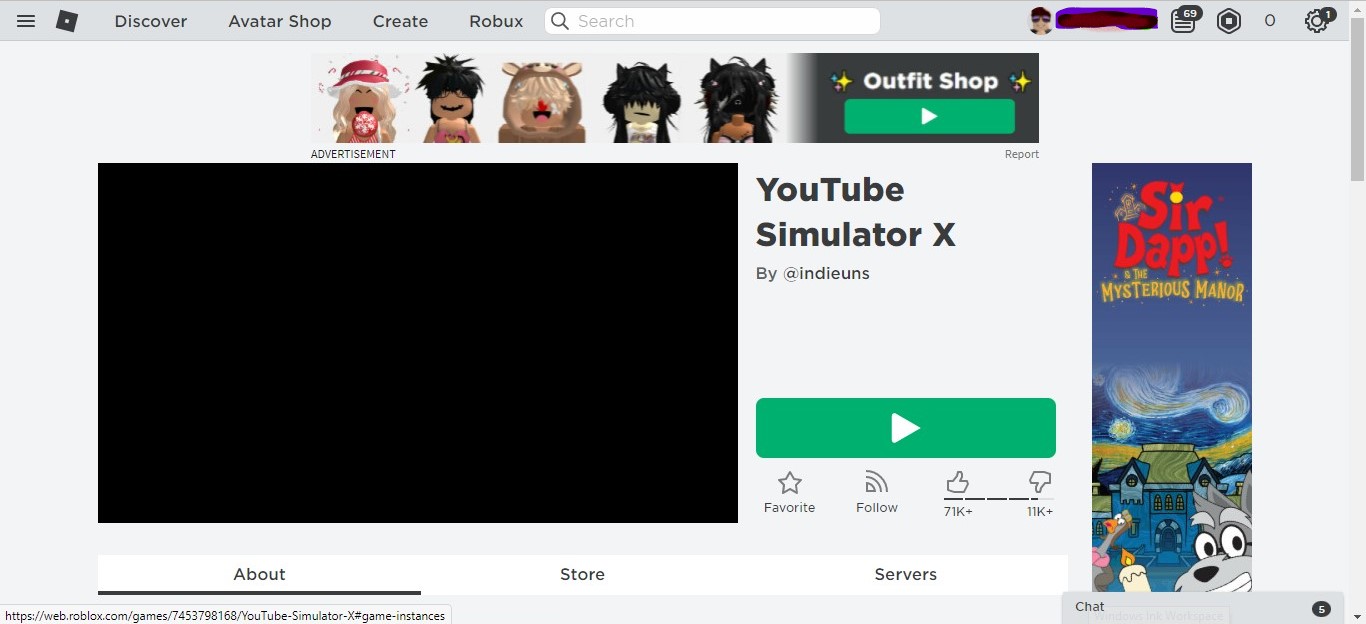 Discover Avatar Shop Create Robux Search 69 0 1
Outfit Shop
ADVERTISEMENT Report
YouTube
Simulator X
By @indieuns
Sir
Dapp!
& THE
MYSTERIOUS MANOR
Favorite Follow 71K+ 11K+
About Store Servers
Chat 5
Windows Ink Workspace
https://web.roblox.com/games/7453798168/YouTube-Simulator-X#game-instances